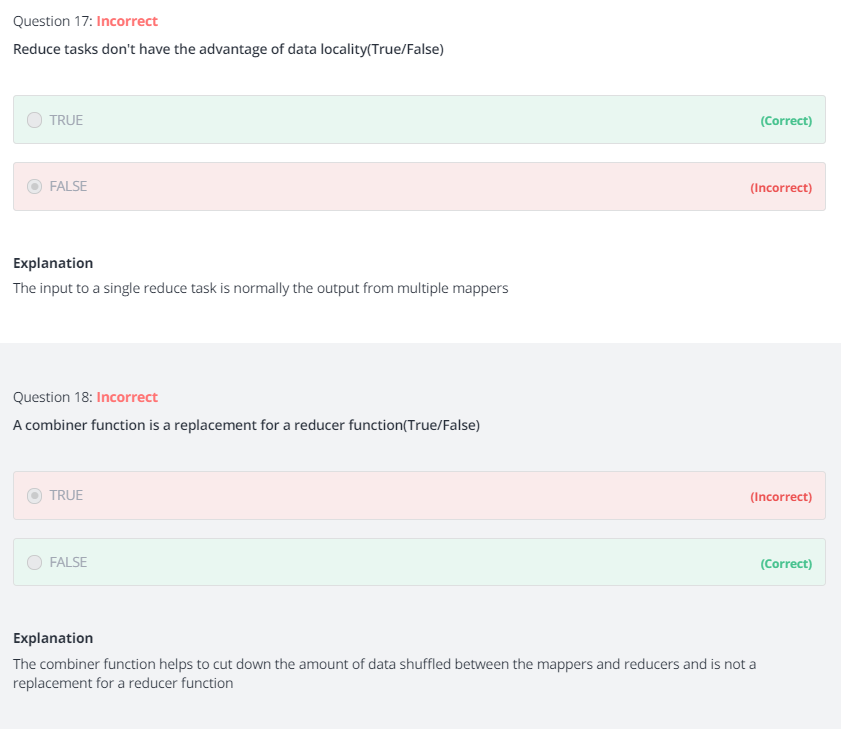 Question 17: Incorrect
Reduce tasks don't have the advantage of data locality(True/False)
TRUE (Correct)
FALSE (Incorrect)
Explanation
The input to a single reduce task is normally the output from multiple mappers
Question 18: Incorrect
A combiner function is a replacement for a reducer function(True/False)
TRUE (Incorrect)
FALSE (Correct)
Explanation
The combiner function helps to cut down the amount of data shuffled between the mappers and reducers and is not a
replacement for a reducer function